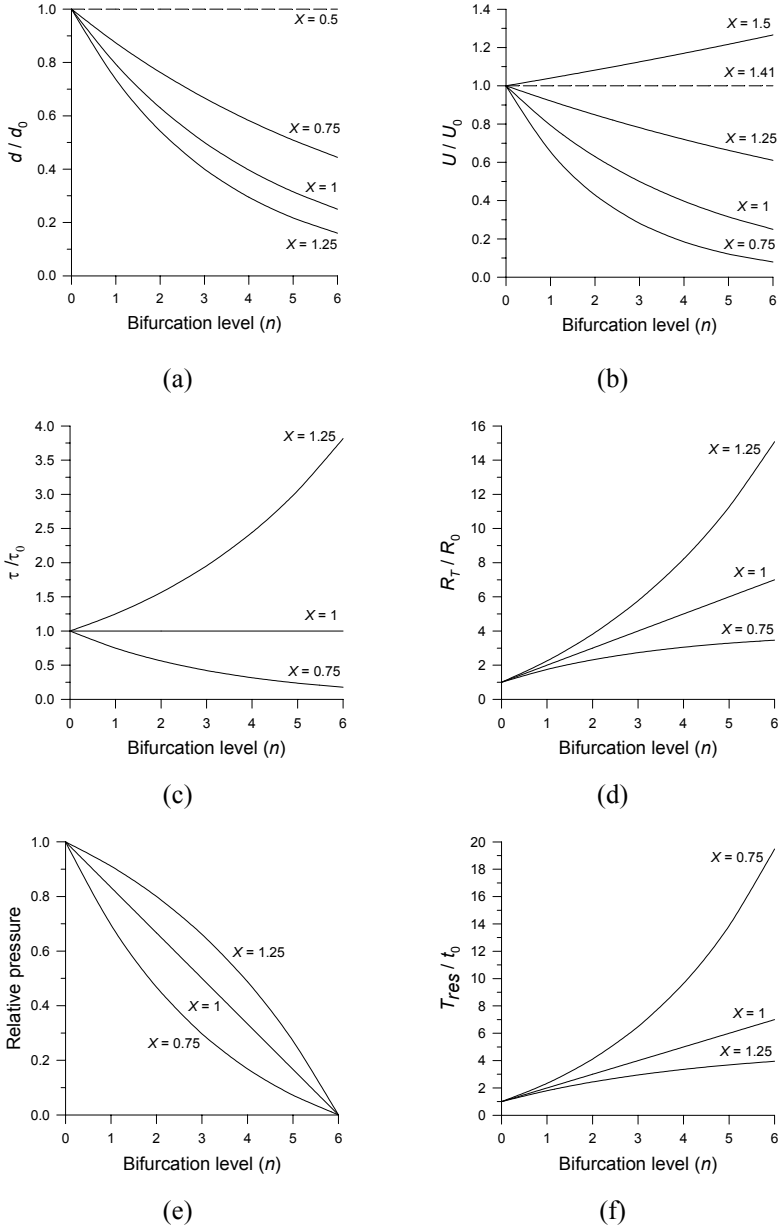 1.0
0.8
0.6
0.4
0.2
0.0
d / d0
X = 0.5
X = 0.75
X = 1
X = 1.25
0 1 2 3 4 5 6
Bifurcation level (n)
(a)
1.4
1.2
1.0
0.8
0.6
0.4
0.2
0.0
U / U0
X = 1.5
X = 1.41
X = 1.25
X = 1
X = 0.75
0 1 2 3 4 5 6
Bifurcation level (n)
(b)
4.0
3.5
3.0
2.5
2.0
1.5
1.0
0.5
0.0
τ /τ0
X = 1.25
X = 1
X = 0.75
0 1 2 3 4 5 6
Bifurcation level (n)
(c)
16
14
12
10
8
6
4
2
0
RT / R0
X = 1.25
X = 1
X = 0.75
0 1 2 3 4 5 6
Bifurcation level (n)
(d)
1.0
0.8
0.6
0.4
0.2
0.0
Relative pressure
X = 1.25
X = 1
X = 0.75
0 1 2 3 4 5 6
Bifurcation level (n)
(e)
20
18
16
14
12
10
8
6
4
2
0
Tres / t0
X = 0.75
X = 1
X = 1.25
0 1 2 3 4 5 6
Bifurcation level (n)
(f)